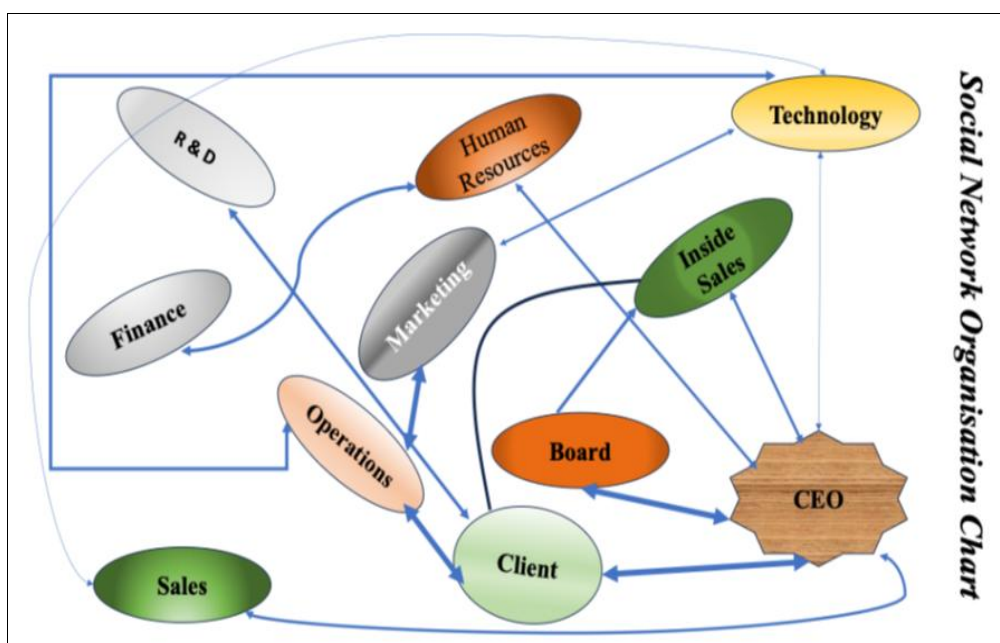 Technology
Human
Resources
R & D
Inside
Sales
Marketing
Finance
Operations
Board
CEO
Client
Sales
Social Network Organisation Chart